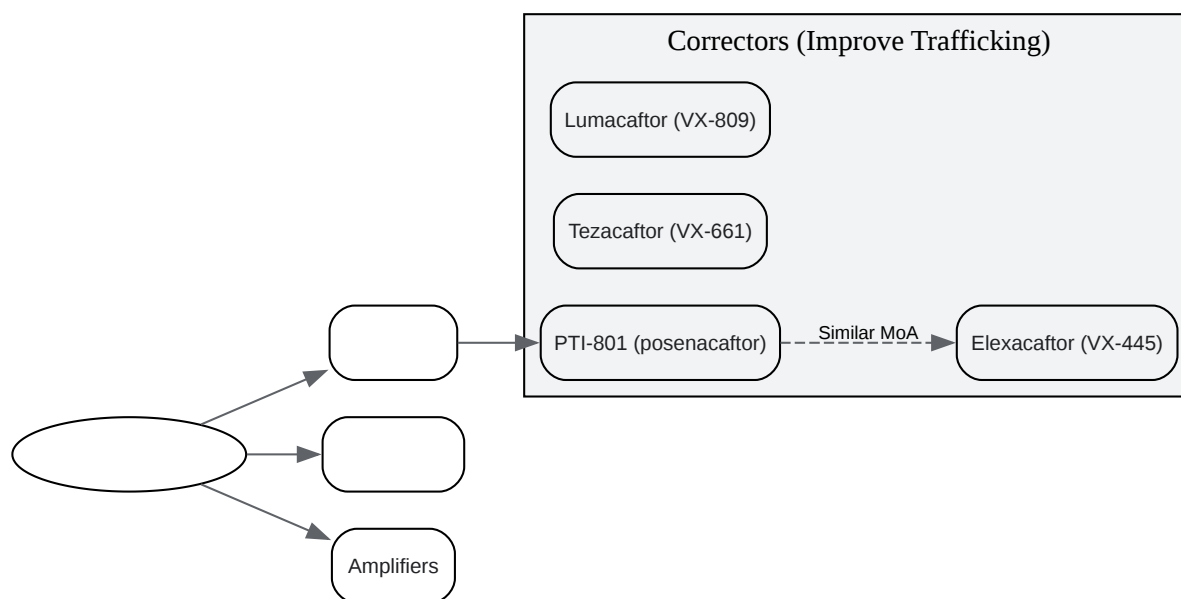 Correctors (Improve Trafficking)
Lumacaftor (VX-809)
Tezacaftor (VX-661)
PTI-801 (posenacaftor)
Similar MoA
Elexacaftor (VX-445)
Amplifiers